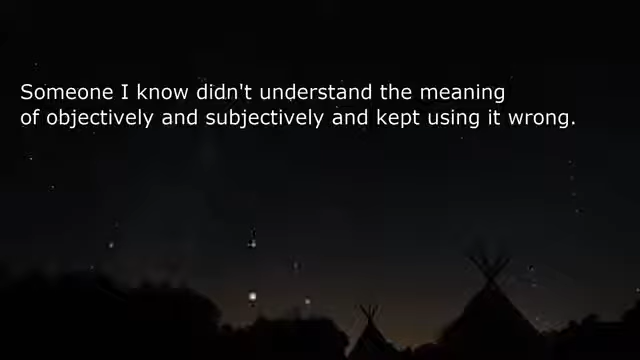 Someone I know didn't understand the meaning
of objectively and subjectively and kept using it wrong.